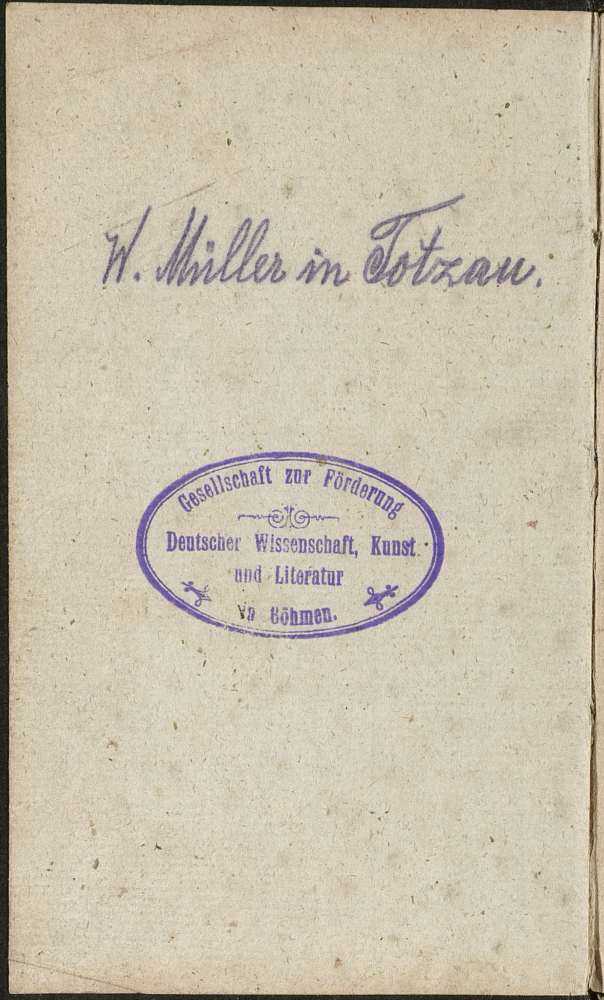 W. Müller in Totzau.
Gesellschaft zur Förderung
Deutscher Wissenschaft, Kunst
und Literatur
in Böhmen.